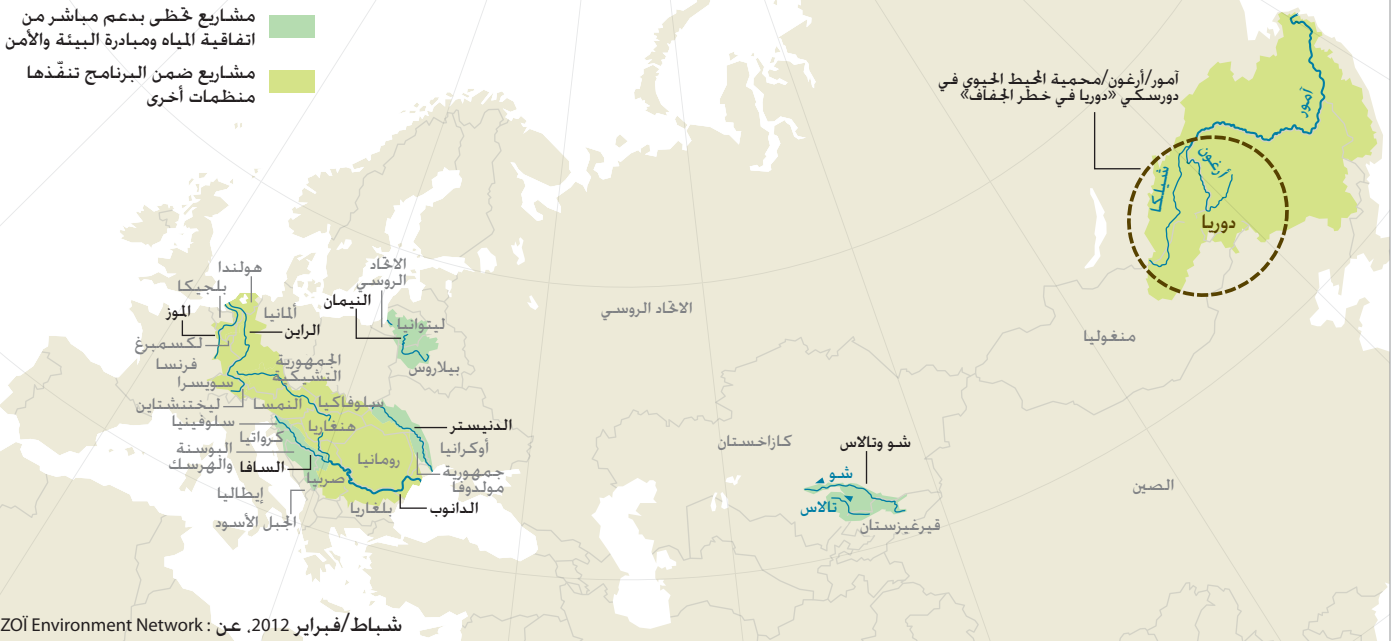 مشاريع تحظى بدعم مباشر من
اتفاقية المياه ومبادرة البيئة والأمن
مشاريع ضمن البرنامج تنفّذها
منظمات أخرى
آمور/أرغون/محمية المحيط الحيوي في
دورسكي «دوريا في خطر الجفاف»
آمور
أرغون
شيلكا
دوريا
الاتحاد
الروسي
هولندا
بلجيكا
النيمان
ألمانيا
الموز
الراين
ليتوانيا
الاتحاد الروسي
منغوليا
لكسمبرغ
الجمهورية
التشيكية
فرنسا
بيلاروس
سويسرا
ليختنشتاين
النمسا
سلوفاكيا
سلوفينيا
هنغاريا
الدنيستر
كرواتيا
أوكرانيا
البوسنة
والهرسك
السافا
رومانيا
جمهورية
مولدوفا
صربيا
إيطاليا
الدانوب
بلغاريا
الجبل الأسود
كازاخستان
شو وتالاس
شو
تالاس
قيرغيزستان
الصين
شباط/فبراير 2012، عن : ZOÏ Environment Network